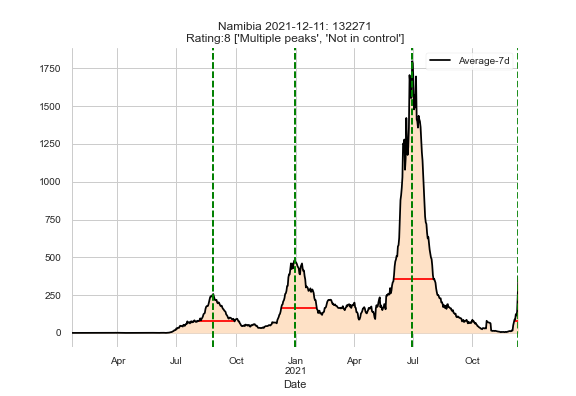 Namibia 2021-12-11: 132271
Rating:8 ['Multiple peaks', 'Not in control']
Average-7d
1750
1500
1250
1000
750
500
250
0
Apr Jul Oct Jan Apr Jul Oct
2021
Date